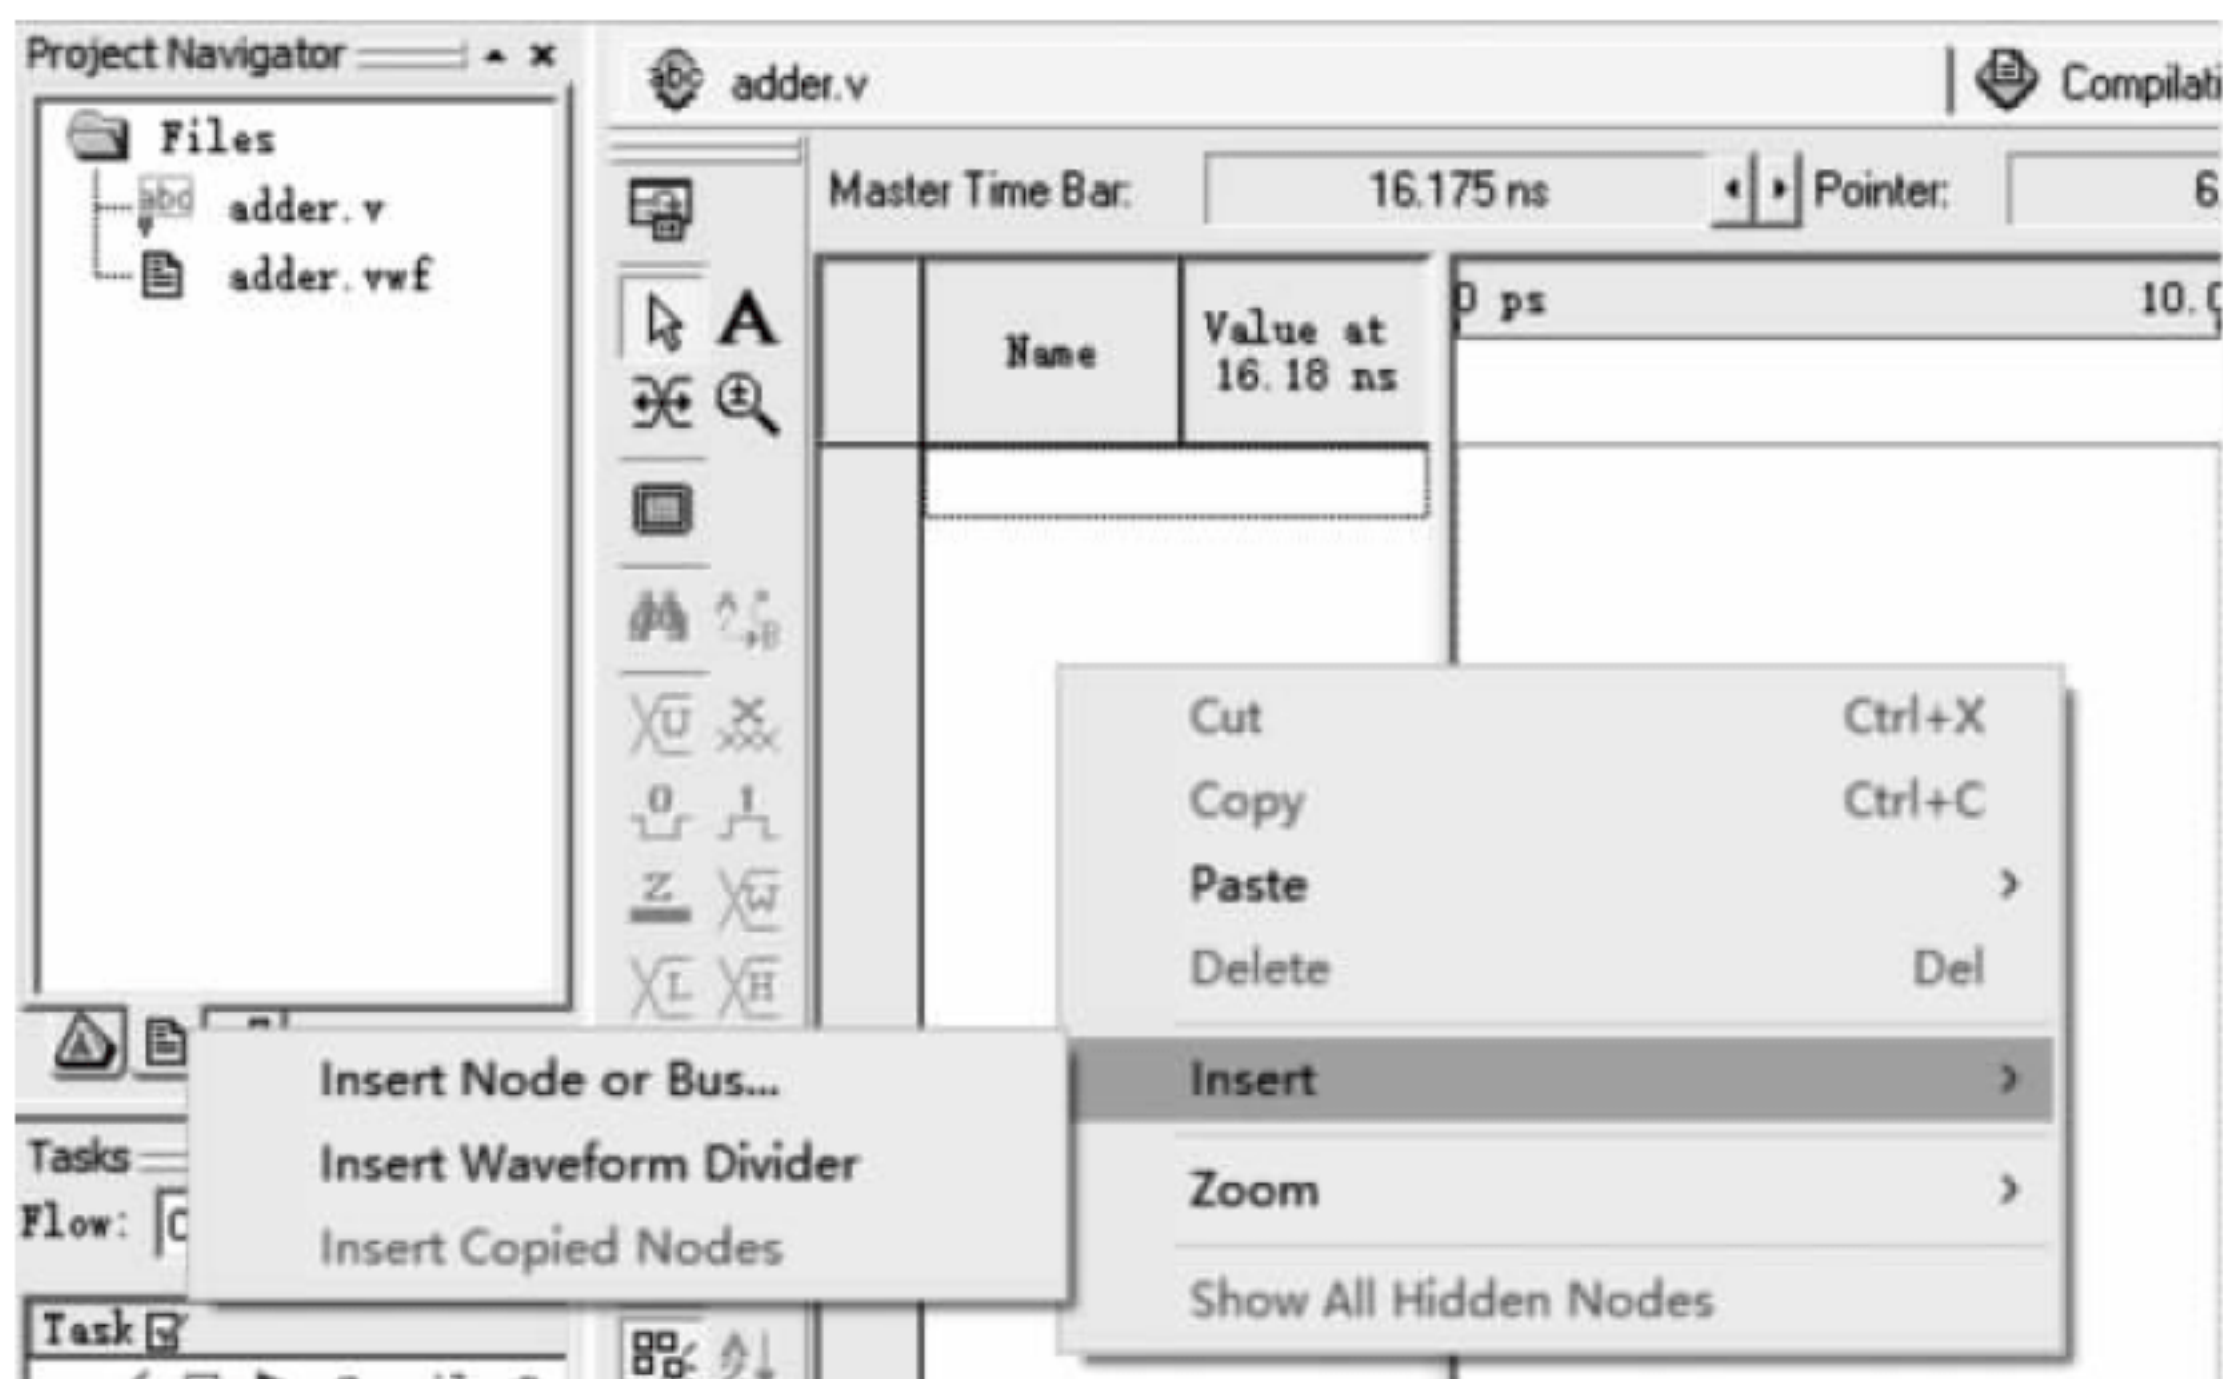 Project Navigator
adder.v
Files
adder.v
adder.vwf
Master Time Bar:
16.175 ns
Pointer:
Name
Value at
16.18 ns
0 ps
A
Cut Ctrl+X
Copy Ctrl+C
Paste
Delete Del
Insert
Zoom
Show All Hidden Nodes
Insert Node or Bus...
Insert Waveform Divider
Insert Copied Nodes
Tasks
Flow:
Task